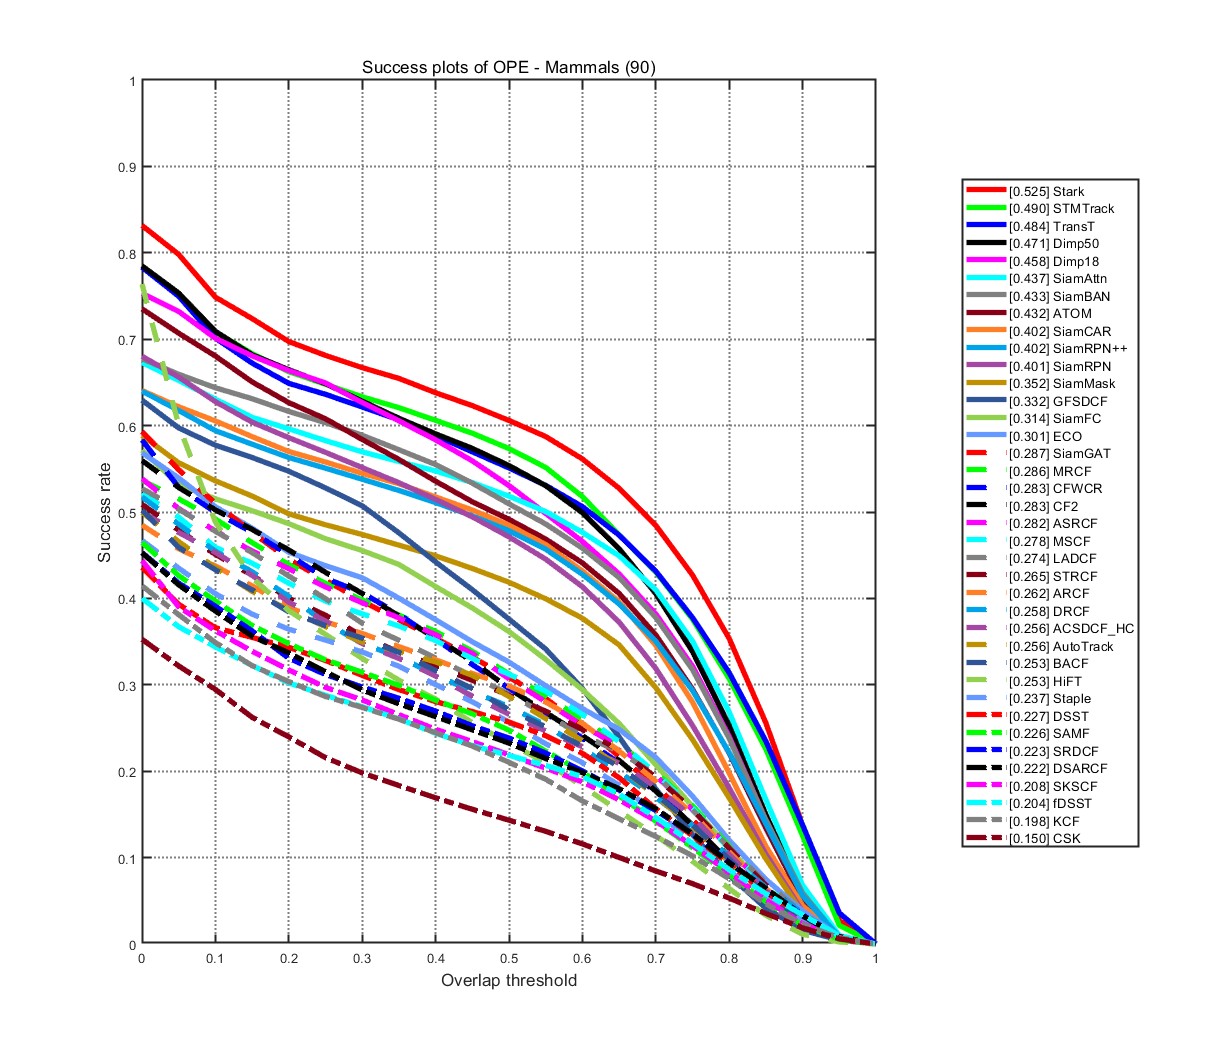 Success plots of OPE - Mammals (90)
Success rate
1
0.9
0.8
0.7
0.6
0.5
0.4
0.3
0.2
0.1
0
0 0.1 0.2 0.3 0.4 0.5 0.6 0.7 0.8 0.9 1
Overlap threshold
[0.525] Stark
[0.490] STMTrack
[0.484] TransT
[0.471] Dimp50
[0.458] Dimp18
[0.437] SiamAttn
[0.433] SiamBAN
[0.432] ATOM
[0.402] SiamCAR
[0.402] SiamRPN++
[0.401] SiamRPN
[0.352] SiamMask
[0.332] GFSDCF
[0.314] SiamFC
[0.301] ECO
[0.287] SiamGAT
[0.286] MRCF
[0.283] CFWCR
[0.283] CF2
[0.282] ASRCF
[0.278] MSCF
[0.274] LADCF
[0.265] STRCF
[0.262] ARCF
[0.258] DRCF
[0.256] ACSDCF_HC
[0.256] AutoTrack
[0.253] BACF
[0.253] HiFT
[0.237] Staple
[0.227] DSST
[0.226] SAMF
[0.223] SRDCF
[0.222] DSARCF
[0.208] SKSCF
[0.204] fDSST
[0.198] KCF
[0.150] CSK